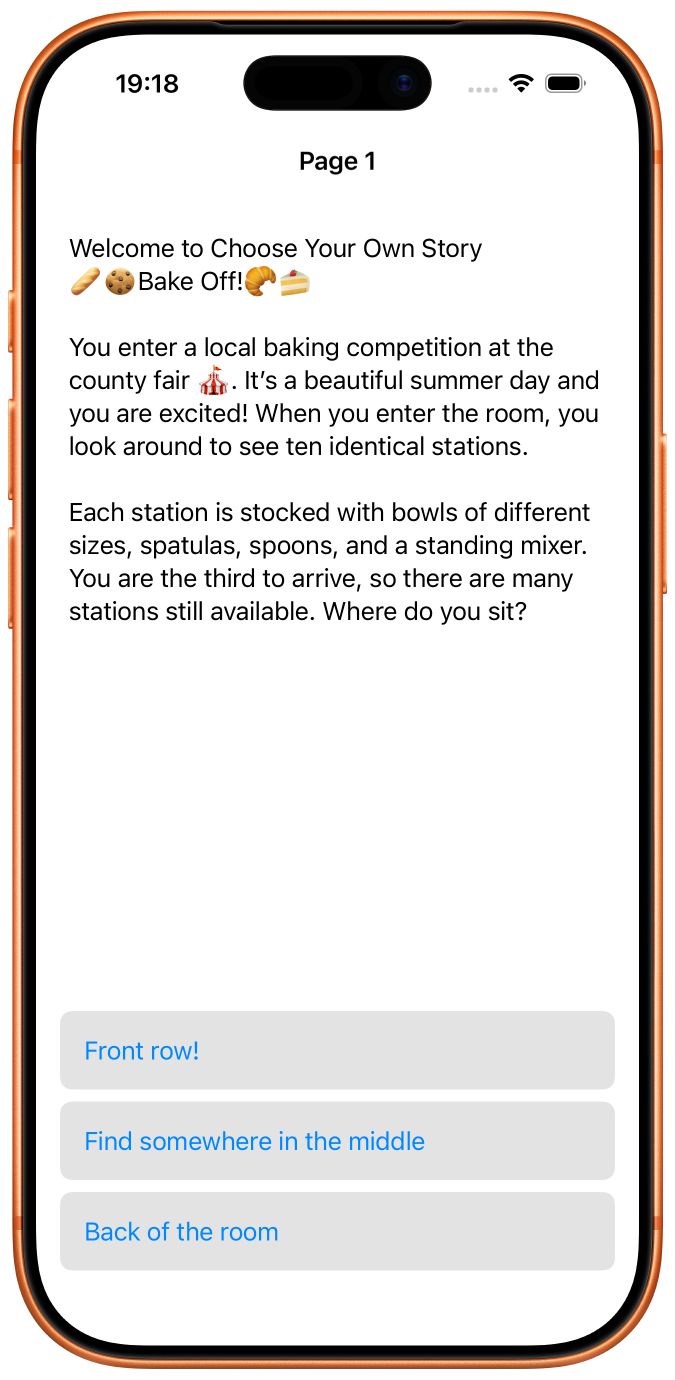 19:18
Page 1
Welcome to Choose Your Own Story
🥖🍪Bake Off!🥐🍰
You enter a local baking competition at the
county fair 🎪. It’s a beautiful summer day and
you are excited! When you enter the room, you
look around to see ten identical stations.
Each station is stocked with bowls of different
sizes, spatulas, spoons, and a standing mixer.
You are the third to arrive, so there are many
stations still available. Where do you sit?
Front row!
Find somewhere in the middle
Back of the room